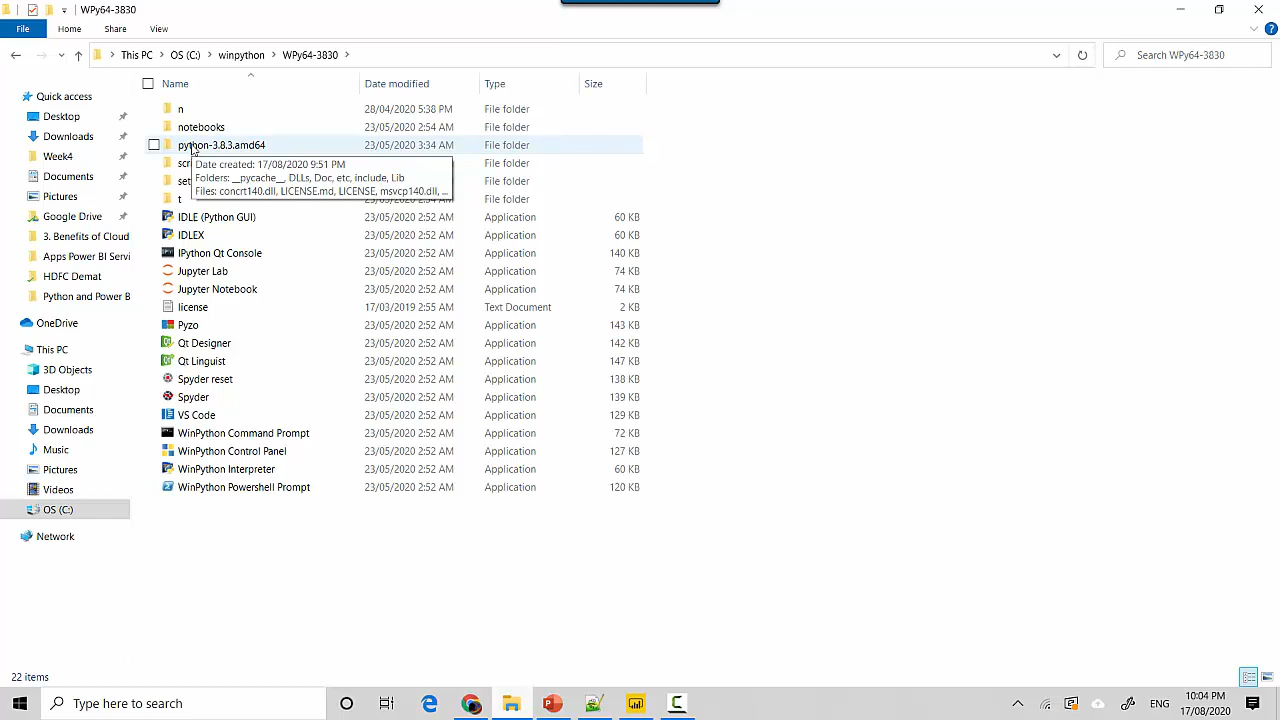 WPy64-3830
File Home Share View
This PC OS (C:) winpython WPy64-3830
Search WPy64-3830
Name Date modified Type Size
Quick access
Desktop
Downloads
Week4
Documents
Pictures
Google Drive
3. Benefits of Cloud
Apps Power BI Servi
HDFC Demat
Python and Power B
OneDrive
This PC
3D Objects
Desktop
Documents
Downloads
Music
Pictures
Videos
OS (C:)
Network
n 28/04/2020 5:38 PM File folder
notebooks 23/05/2020 2:54 AM File folder
python-3.8.3.amd64 23/05/2020 3:34 AM File folder
scr File folder
set File folder
t File folder
Date created: 17/08/2020 9:51 PM
Folders: __pycache__, DLLs, Doc, etc, include, Lib
Files: concrt140.dll, LICENSE.md, LICENSE, msvcp140.dll, ...
IDLE (Python GUI) 23/05/2020 2:52 AM Application 60 KB
IDLEX 23/05/2020 2:52 AM Application 60 KB
IPython Qt Console 23/05/2020 2:52 AM Application 140 KB
Jupyter Lab 23/05/2020 2:52 AM Application 74 KB
Jupyter Notebook 23/05/2020 2:52 AM Application 74 KB
license 17/03/2019 2:55 AM Text Document 2 KB
Pyzo 23/05/2020 2:52 AM Application 143 KB
Qt Designer 23/05/2020 2:52 AM Application 142 KB
Qt Linguist 23/05/2020 2:52 AM Application 147 KB
Spyder reset 23/05/2020 2:52 AM Application 138 KB
Spyder 23/05/2020 2:52 AM Application 139 KB
VS Code 23/05/2020 2:52 AM Application 129 KB
WinPython Command Prompt 23/05/2020 2:52 AM Application 72 KB
WinPython Control Panel 23/05/2020 2:52 AM Application 127 KB
WinPython Interpreter 23/05/2020 2:52 AM Application 60 KB
WinPython Powershell Prompt 23/05/2020 2:52 AM Application 120 KB
22 items
Type here to search
ENG
10:04 PM
17/08/2020